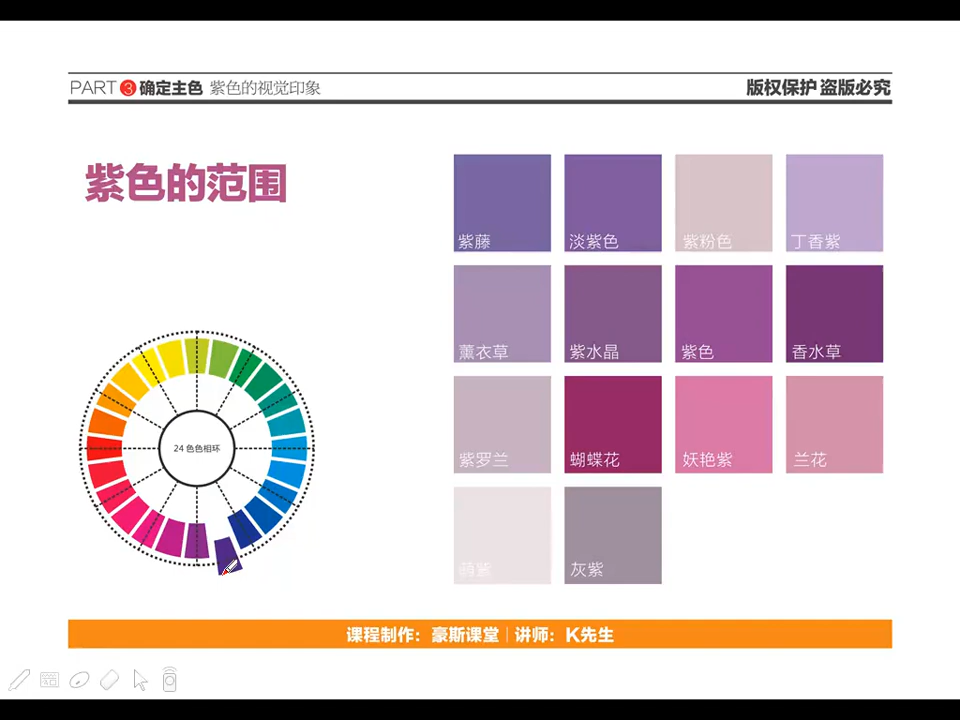 PART 3 确定主色 紫色的视觉印象
版权保护 盗版必究
紫色的范围
紫藤
淡紫色
紫粉色
丁香紫
薰衣草
紫水晶
紫色
香水草
紫罗兰
蝴蝶花
妖艳紫
兰花
萌紫
灰紫
24 色色相环
课程制作：豪斯课堂 | 讲师：K先生